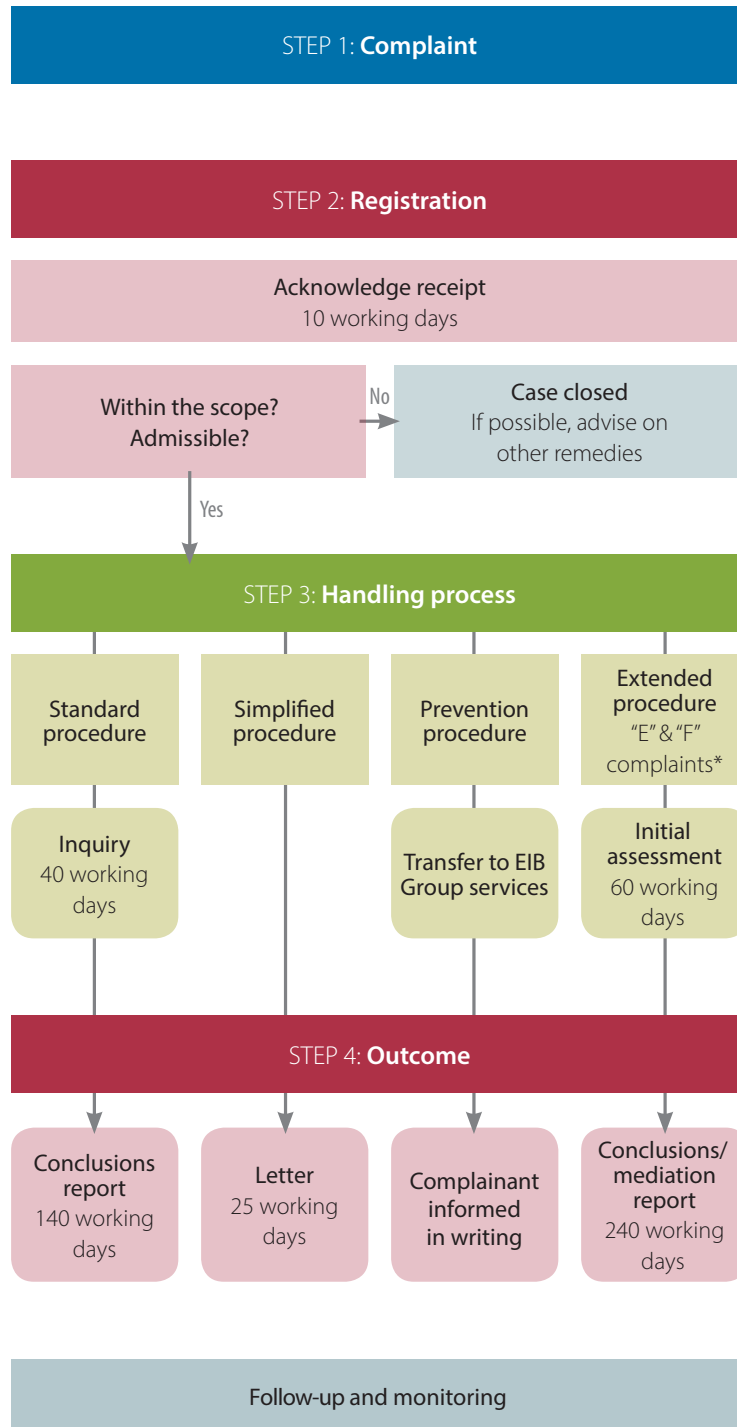 STEP 1: Complaint
STEP 2: Registration
Acknowledge receipt
10 working days
Within the scope?
Admissible?
No
Case closed
If possible, advise on
other remedies
Yes
STEP 3: Handling process
Standard
procedure
Simplified
procedure
Prevention
procedure
Extended
procedure
“E” & “F”
complaints*
Inquiry
40 working
days
Transfer to EIB
Group services
Initial
assessment
60 working
days
STEP 4: Outcome
Conclusions
report
140 working
days
Letter
25 working
days
Complainant
informed
in writing
Conclusions/
mediation
report
240 working
days
Follow-up and monitoring